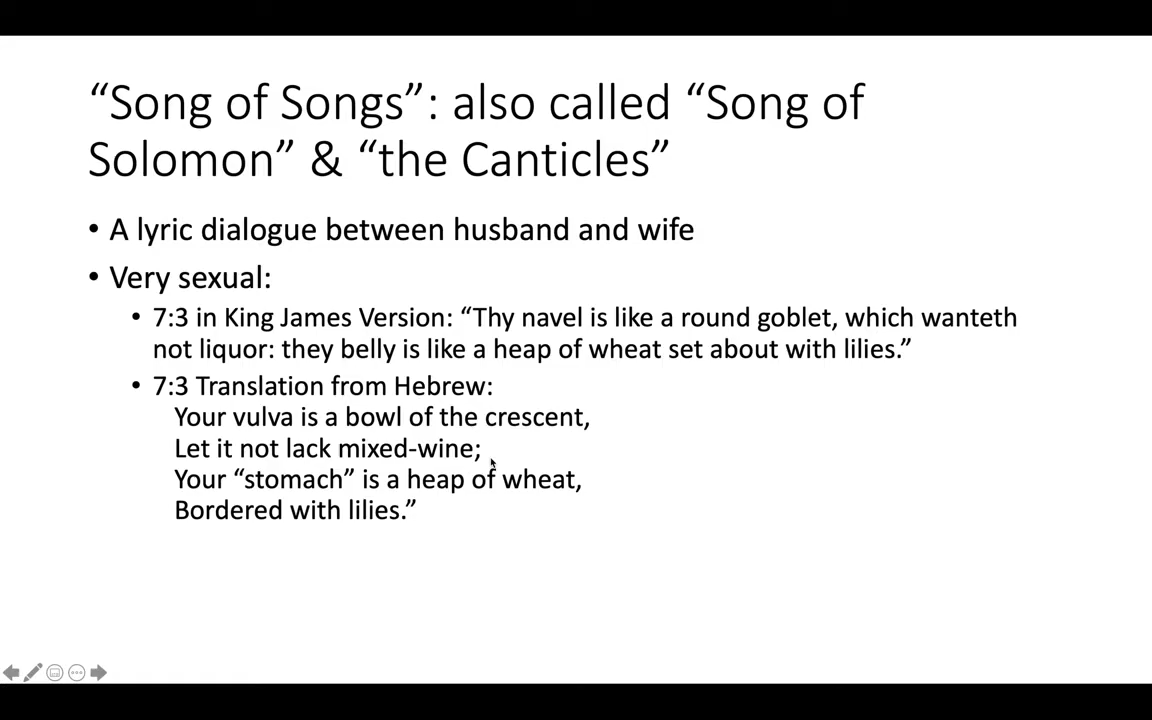 “Song of Songs”: also called “Song of
Solomon” & “the Canticles”
• A lyric dialogue between husband and wife
• Very sexual:
• 7:3 in King James Version: “Thy navel is like a round goblet, which wanteth
not liquor: they belly is like a heap of wheat set about with lilies.”
• 7:3 Translation from Hebrew:
Your vulva is a bowl of the crescent,
Let it not lack mixed-wine;
Your “stomach” is a heap of wheat,
Bordered with lilies.”